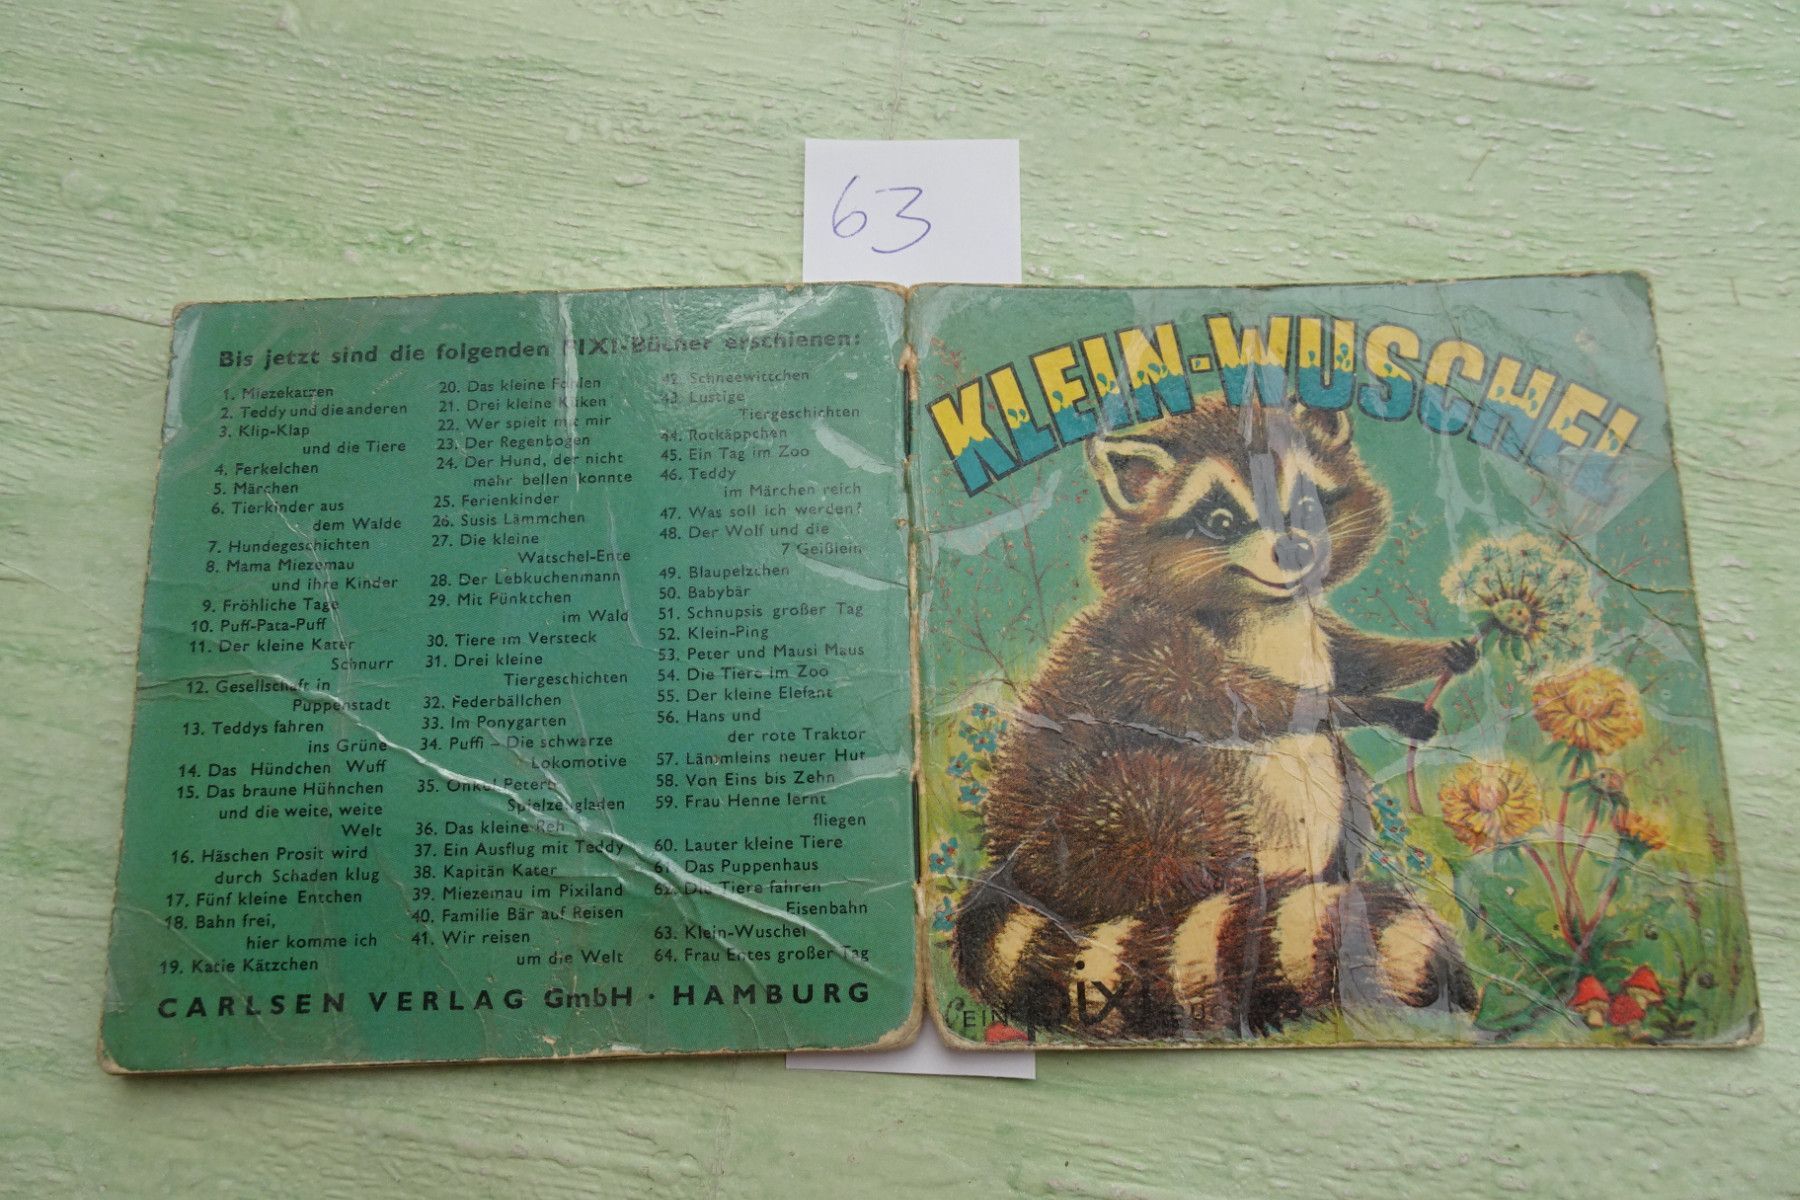 63
Bis jetzt sind die folgenden PIXI-Bücher erschienen:
1. Miezekatzen
2. Teddy und die anderen
3. Klip-Klap
und die Tiere
4. Ferkelchen
5. Märchen
6. Tierkinder aus
dem Walde
7. Hundegeschichten
8. Mama Miezemau
und ihre Kinder
9. Fröhliche Tage
10. Puff-Pata-Puff
11. Der kleine Kater
Schnurr
12. Gesellschaft in
Puppenstadt
13. Teddys fahren
ins Grüne
14. Das Hündchen Wuff
15. Das braune Hühnchen
und die weite, weite
Welt
16. Häschen Prosit wird
durch Schaden klug
17. Fünf kleine Entchen
18. Bahn frei,
hier komme ich
19. Katie Kätzchen
20. Das kleine Fohlen
21. Drei kleine Küken
22. Wer spielt mit mir
23. Der Regenbogen
24. Der Hund, der nicht
mehr bellen konnte
25. Ferienkinder
26. Susis Lämmchen
27. Die kleine
Watschel-Ente
28. Der Lebkuchenmann
29. Mit Pünktchen
im Wald
30. Tiere im Versteck
31. Drei kleine
Tiergeschichten
32. Federbällchen
33. Im Ponygarten
34. Puffi – Die schwarze
Lokomotive
35. Onkel Peters
Spielzeugladen
36. Das kleine Reh
37. Ein Ausflug mit Teddy
38. Kapitän Kater
39. Miezemau im Pixiland
40. Familie Bär auf Reisen
41. Wir reisen
um die Welt
42. Schneewittchen
43. Lustige
Tiergeschichten
44. Rotkäppchen
45. Ein Tag im Zoo
46. Teddy
im Märchen reich
47. Was soll ich werden?
48. Der Wolf und die
7 Geißlein
49. Blaupelzchen
50. Babybär
51. Schnupsis großer Tag
52. Klein-Ping
53. Peter und Mausi Maus
54. Die Tiere im Zoo
55. Der kleine Elefant
56. Hans und
der rote Traktor
57. Lämmleins neuer Hut
58. Von Eins bis Zehn
59. Frau Henne lernt
fliegen
60. Lauter kleine Tiere
61. Das Puppenhaus
62. Die Tiere fahren
Eisenbahn
63. Klein-Wuschel
64. Frau Entes großer Tag
CARLSEN VERLAG GmbH · HAMBURG
KLEIN-WUSCHEL
EIN PIXI